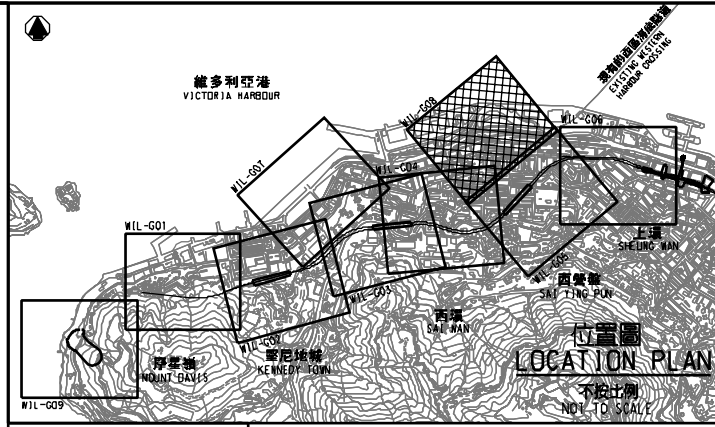 維多利亞港
VICTORIA HARBOUR
現有的西區海底隧道
EXISTING WESTERN
HARBOUR CROSSING
WIL-G08
WIL-G06
WIL-G07
WIL-G04
WIL-G01
上環
SHEUNG WAN
WIL-G05
西營盤
SAI YING PUN
WIL-G03
西環
SAI WAN
WIL-G02
堅尼地城
KENNEDY TOWN
摩星嶺
MOUNT DAVIS
WIL-G09
位置圖
LOCATION PLAN
不按比例
NOT TO SCALE